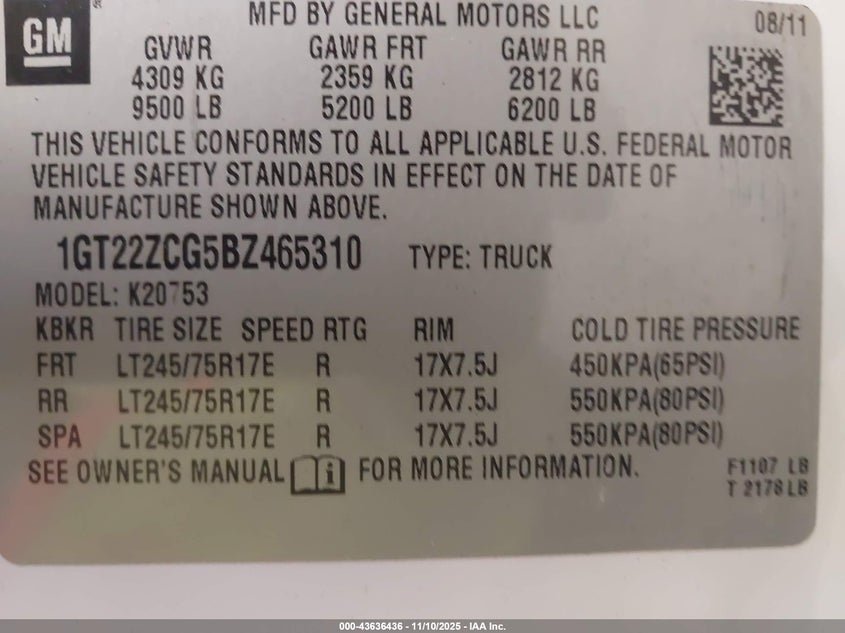 GM
®
MFD BY GENERAL MOTORS LLC
08/11
GVWR GAWR FRT GAWR RR
4309 KG 2359 KG 2812 KG
9500 LB 5200 LB 6200 LB
THIS VEHICLE CONFORMS TO ALL APPLICABLE U.S. FEDERAL MOTOR
VEHICLE SAFETY STANDARDS IN EFFECT ON THE DATE OF
MANUFACTURE SHOWN ABOVE.
1GT22ZCG5BZ465310 TYPE: TRUCK
MODEL: K20753
KBKR TIRE SIZE SPEED RTG RIM COLD TIRE PRESSURE
FRT LT245/75R17E R 17X7.5J 450KPA(65PSI)
RR LT245/75R17E R 17X7.5J 550KPA(80PSI)
SPA LT245/75R17E R 17X7.5J 550KPA(80PSI)
SEE OWNER'S MANUAL i FOR MORE INFORMATION.
F1107 LB
T 2178 LB
000-43636436 - 11/10/2025 - IAA Inc.